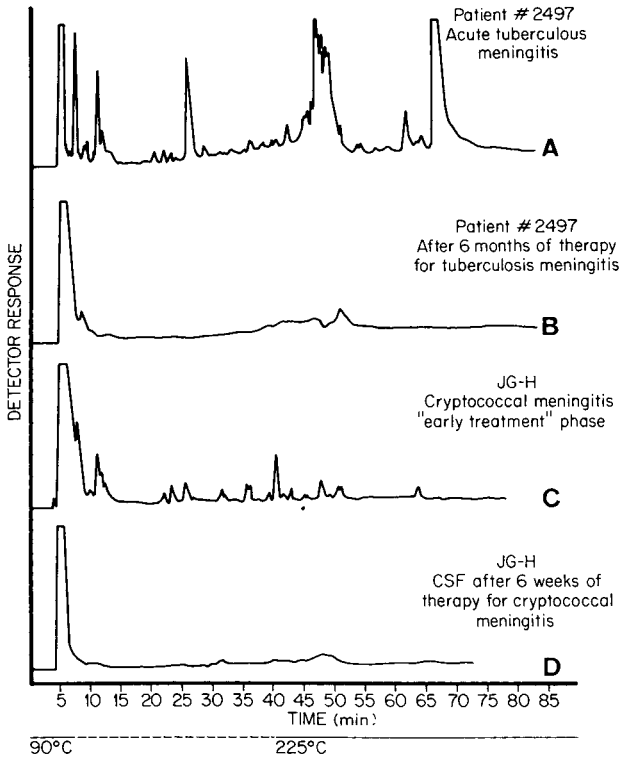 Patient #2497
Acute tuberculous
meningitis
A
Patient #2497
After 6 months of therapy
for tuberculosis meningitis
B
DETECTOR RESPONSE
JG-H
Cryptococcal meningitis
"early treatment" phase
C
JG-H
CSF after 6 weeks of
therapy for cryptococcal
meningitis
D
5 10 15 20 25 30 35 40 45 50 55 60 65 70 75 80 85
TIME (min)
90°C 225°C